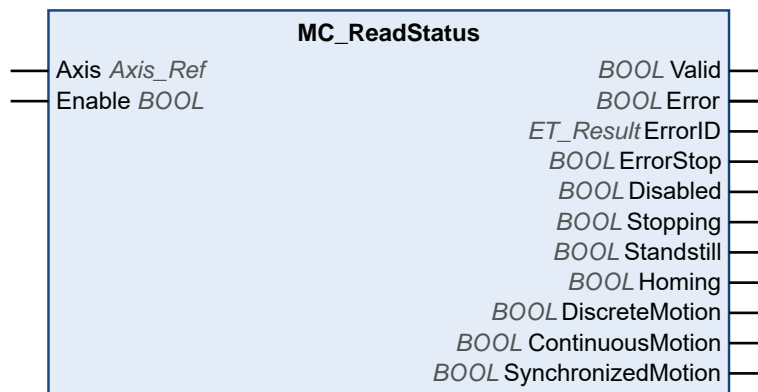 MC_ReadStatus
Axis Axis_Ref BOOL Valid
Enable BOOL BOOL Error
ET_Result ErrorID
BOOL ErrorStop
BOOL Disabled
BOOL Stopping
BOOL Standstill
BOOL Homing
BOOL DiscreteMotion
BOOL ContinuousMotion
BOOL SynchronizedMotion